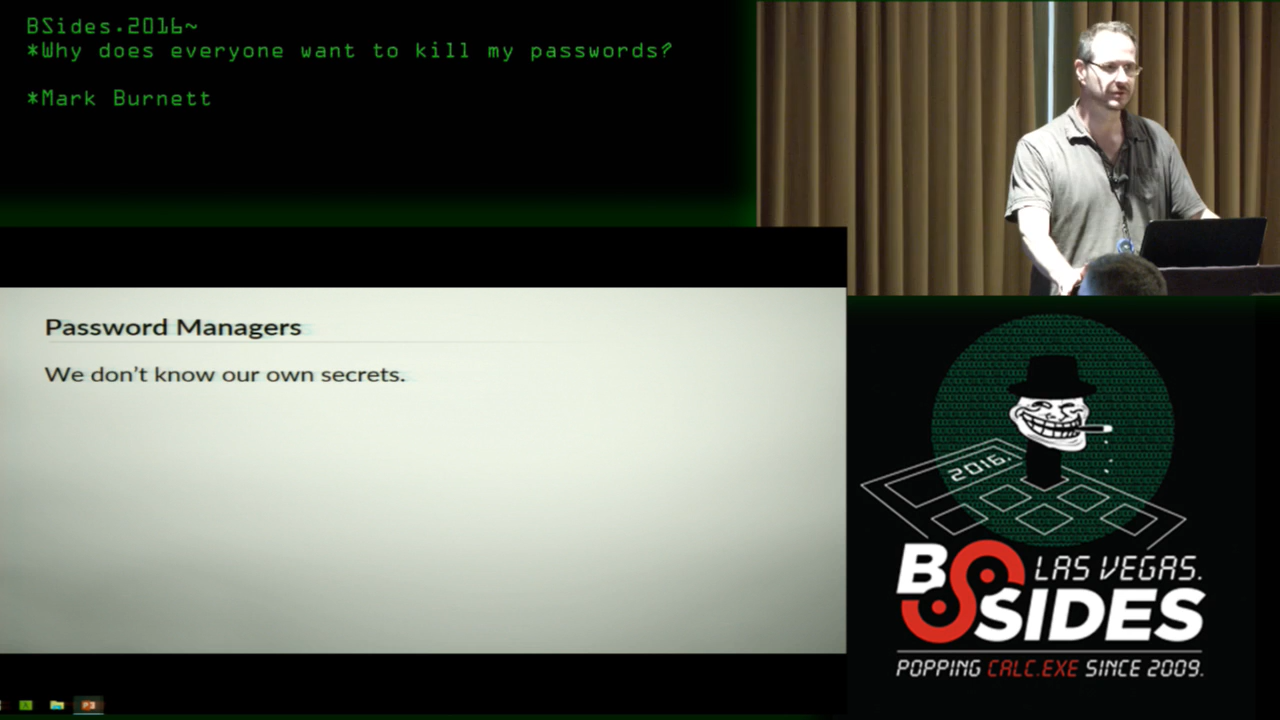 BSides.2016~
*Why does everyone want to kill my passwords?
*Mark Burnett
Password Managers
We don't know our own secrets.
2016.
BSIDES
LAS VEGAS.
POPPING CALC.EXE SINCE 2009.